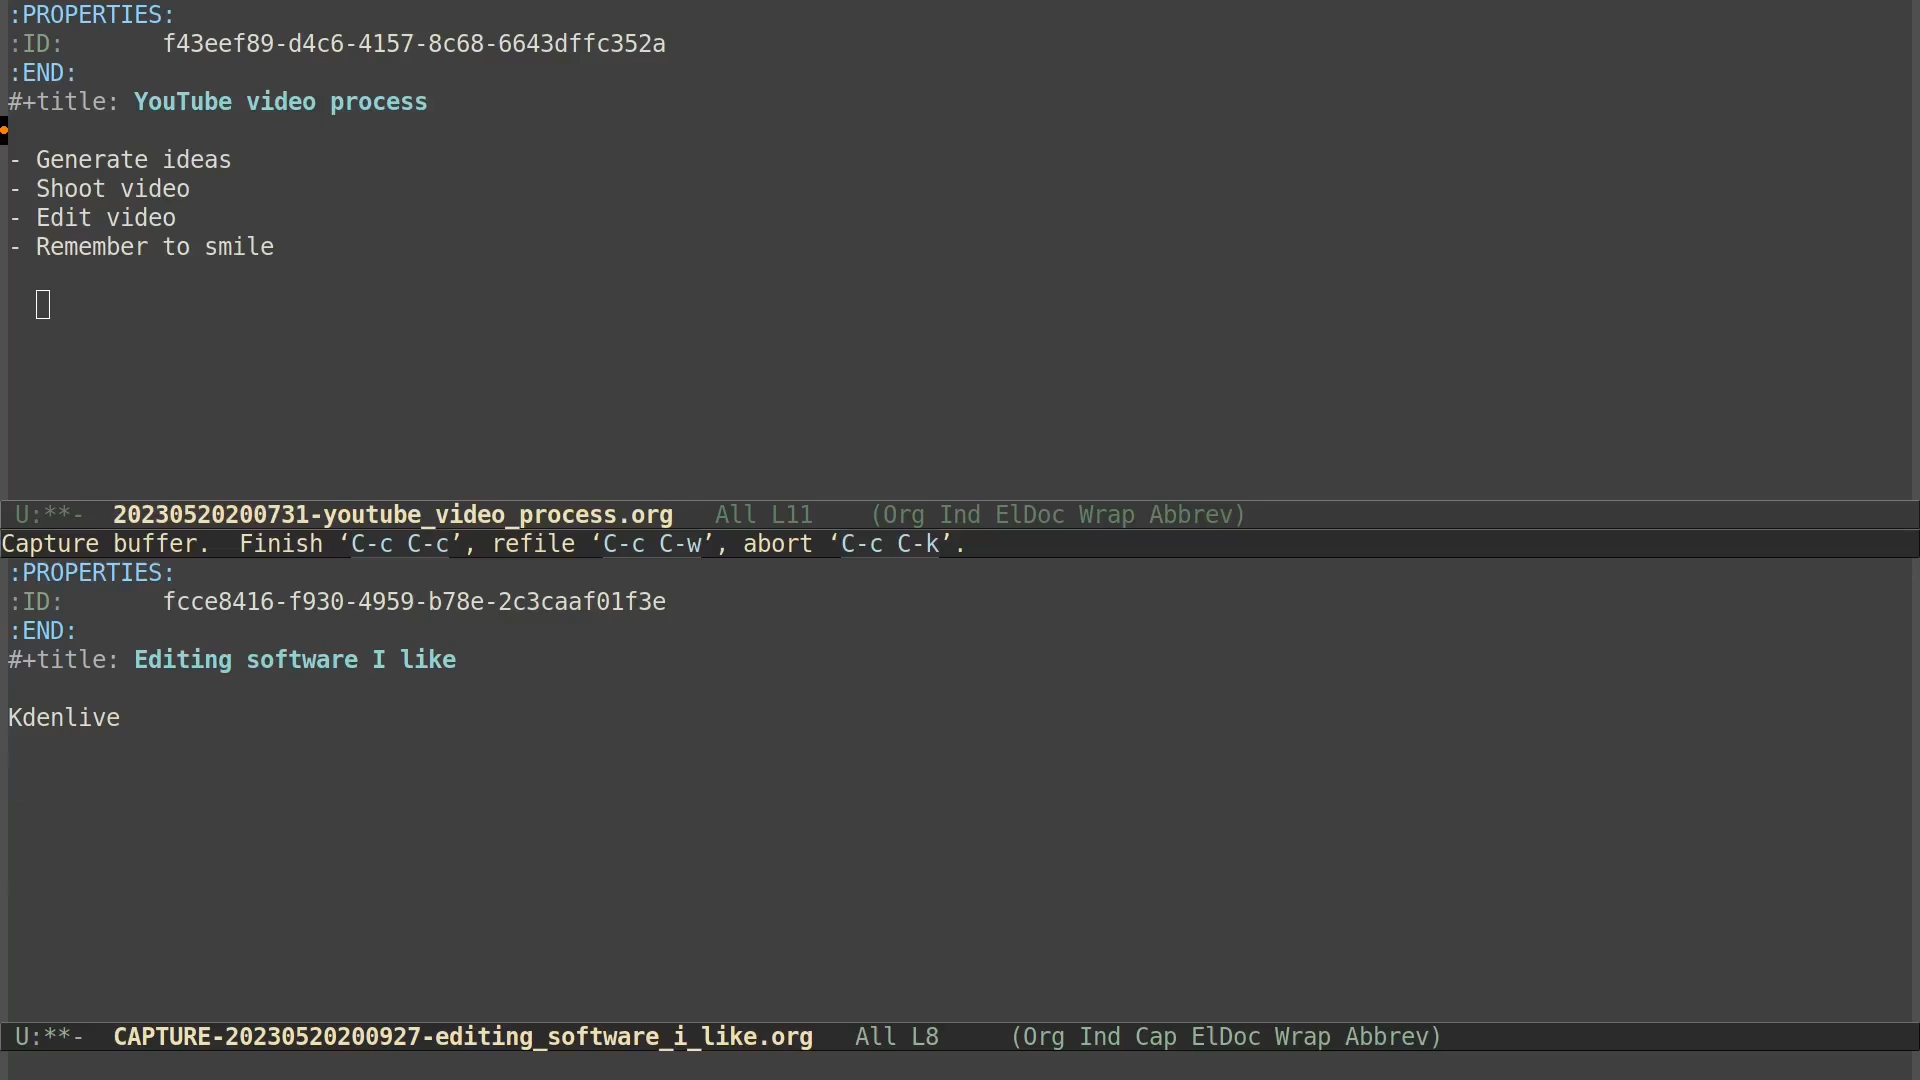 :PROPERTIES:
:ID:       f43eef89-d4c6-4157-8c68-6643dffc352a
:END:
#+title: YouTube video process
- Generate ideas
- Shoot video
- Edit video
- Remember to smile
U:**-  20230520200731-youtube_video_process.org   All L11    (Org Ind ElDoc Wrap Abbrev)
Capture buffer.  Finish ‘C-c C-c’, refile ‘C-c C-w’, abort ‘C-c C-k’.
:PROPERTIES:
:ID:       fcce8416-f930-4959-b78e-2c3caaf01f3e
:END:
#+title: Editing software I like
Kdenlive
U:**-  CAPTURE-20230520200927-editing_software_i_like.org   All L8     (Org Ind Cap ElDoc Wrap Abbrev)